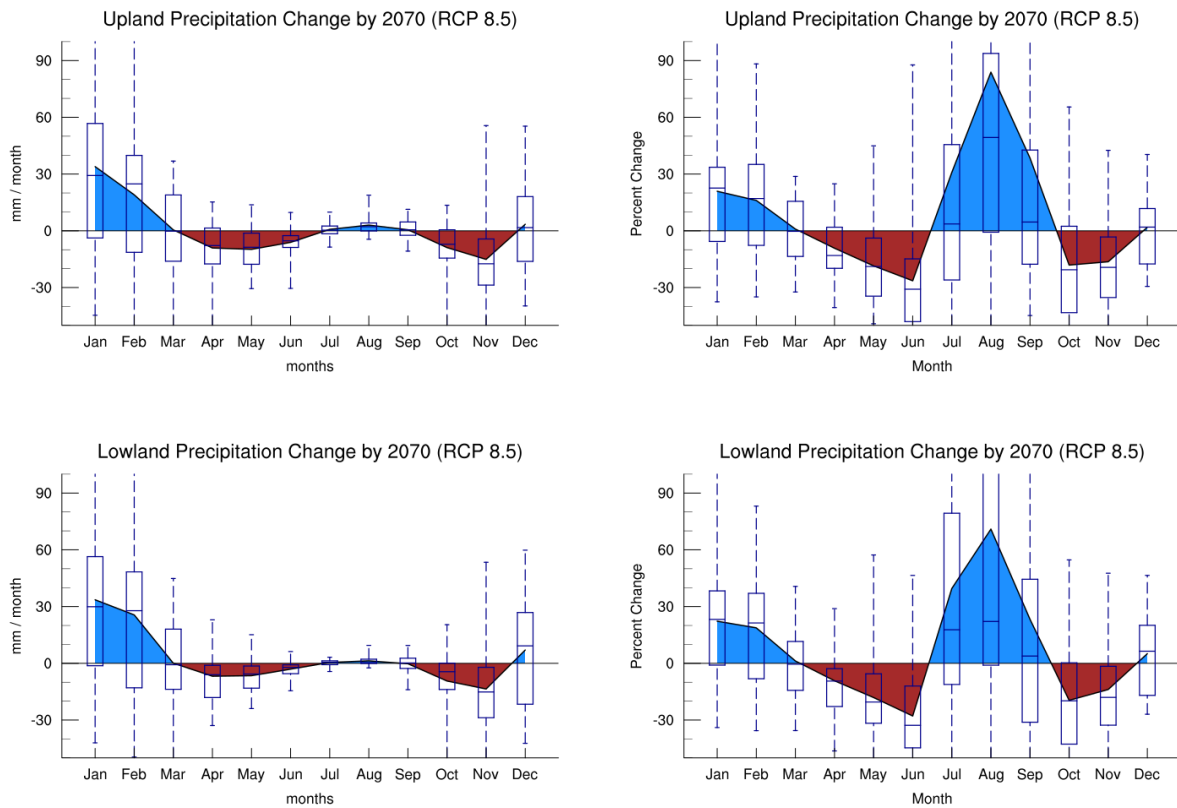 Upland Precipitation Change by 2070 (RCP 8.5)
mm / month
90
60
30
0
-30
Jan Feb Mar Apr May Jun Jul Aug Sep Oct Nov Dec
months
Upland Precipitation Change by 2070 (RCP 8.5)
Percent Change
90
60
30
0
-30
Jan Feb Mar Apr May Jun Jul Aug Sep Oct Nov Dec
Month
Lowland Precipitation Change by 2070 (RCP 8.5)
mm / month
90
60
30
0
-30
Jan Feb Mar Apr May Jun Jul Aug Sep Oct Nov Dec
months
Lowland Precipitation Change by 2070 (RCP 8.5)
Percent Change
90
60
30
0
-30
Jan Feb Mar Apr May Jun Jul Aug Sep Oct Nov Dec
Month